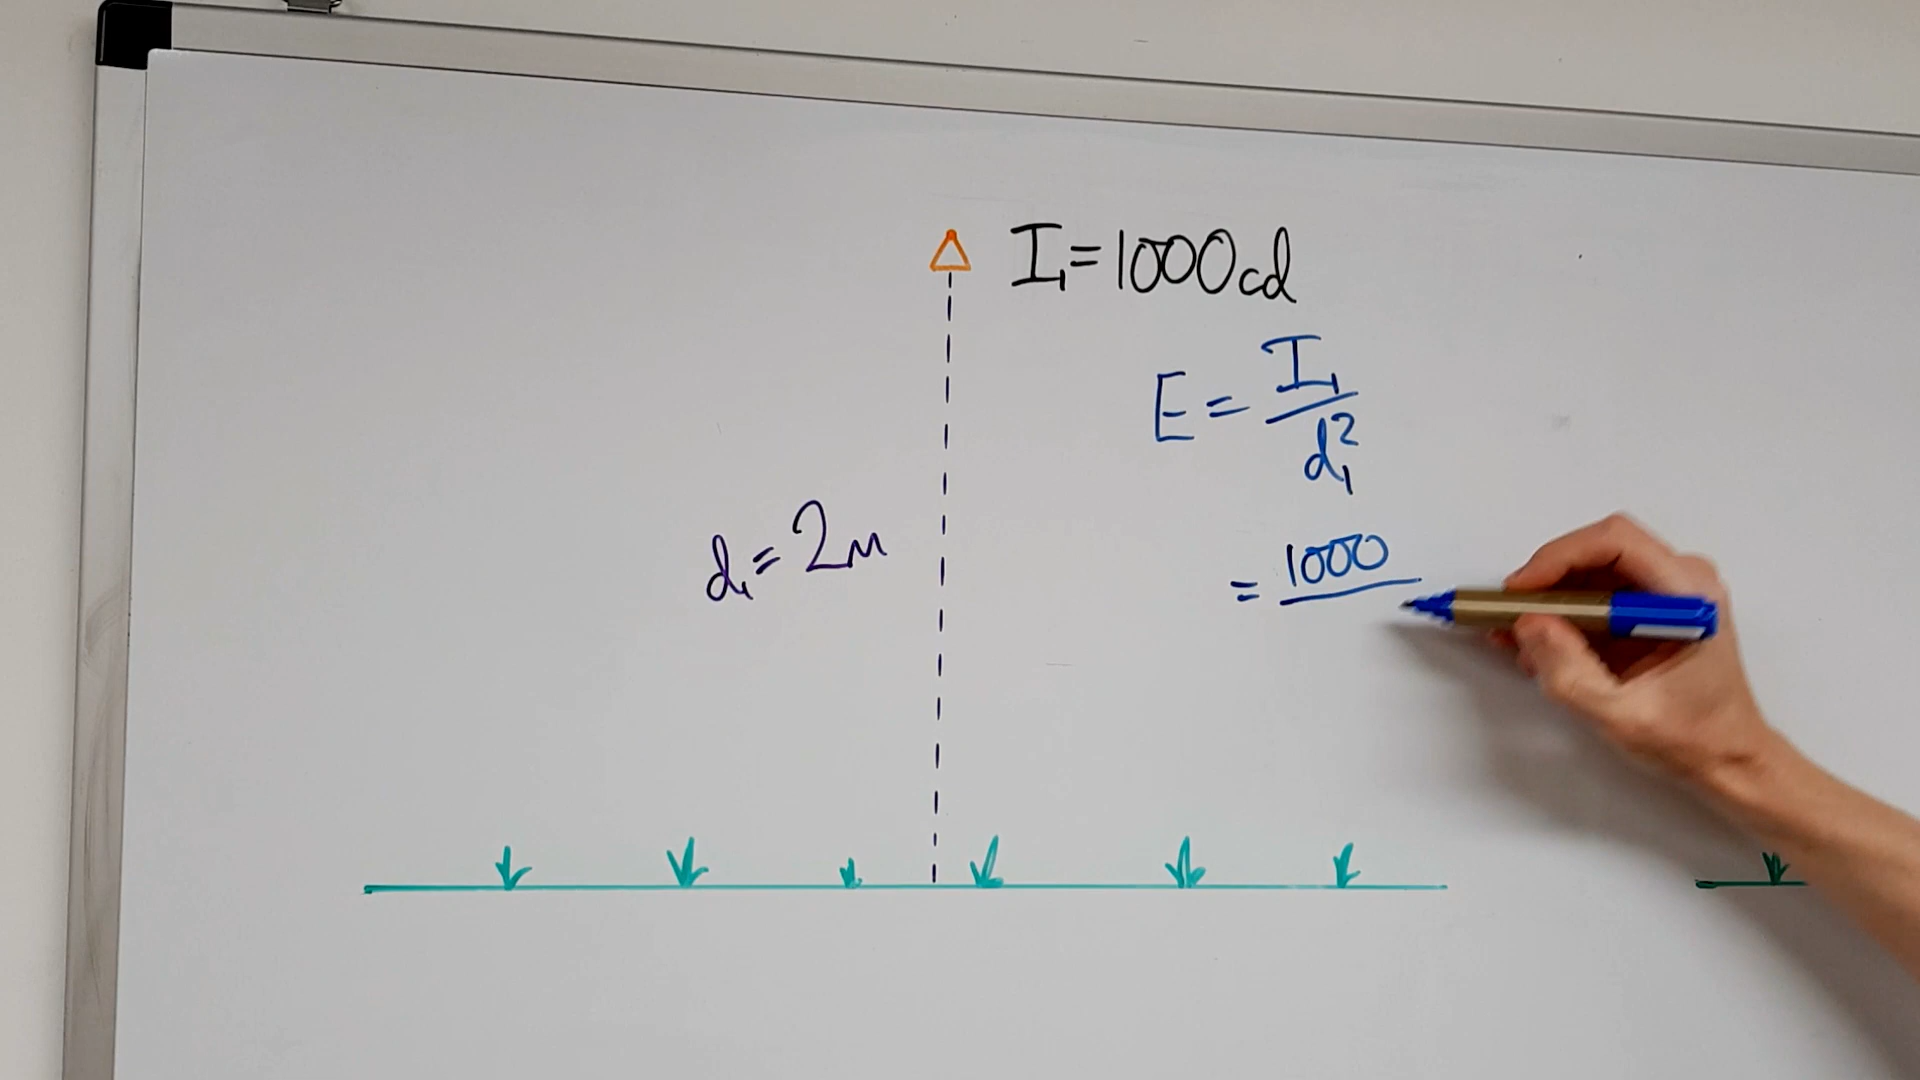 I₁ = 1000cd
E = I₁ / d₁²
d₁ = 2m
= 1000